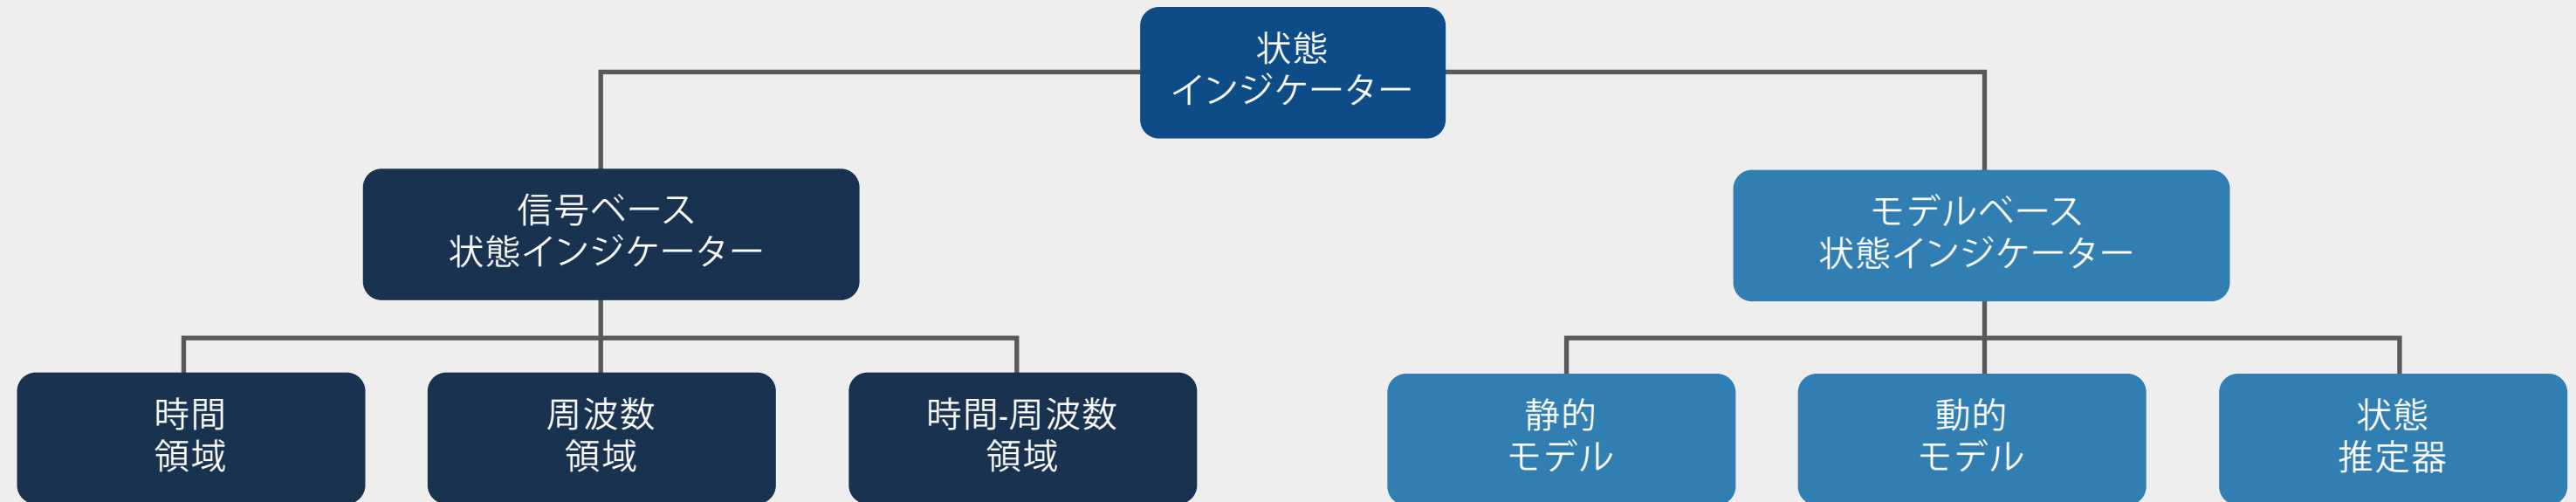 状態
インジケーター
信号ベース
状態インジケーター
モデルベース
状態インジケーター
時間
領域
周波数
領域
時間-周波数
領域
静的
モデル
動的
モデル
状態
推定器